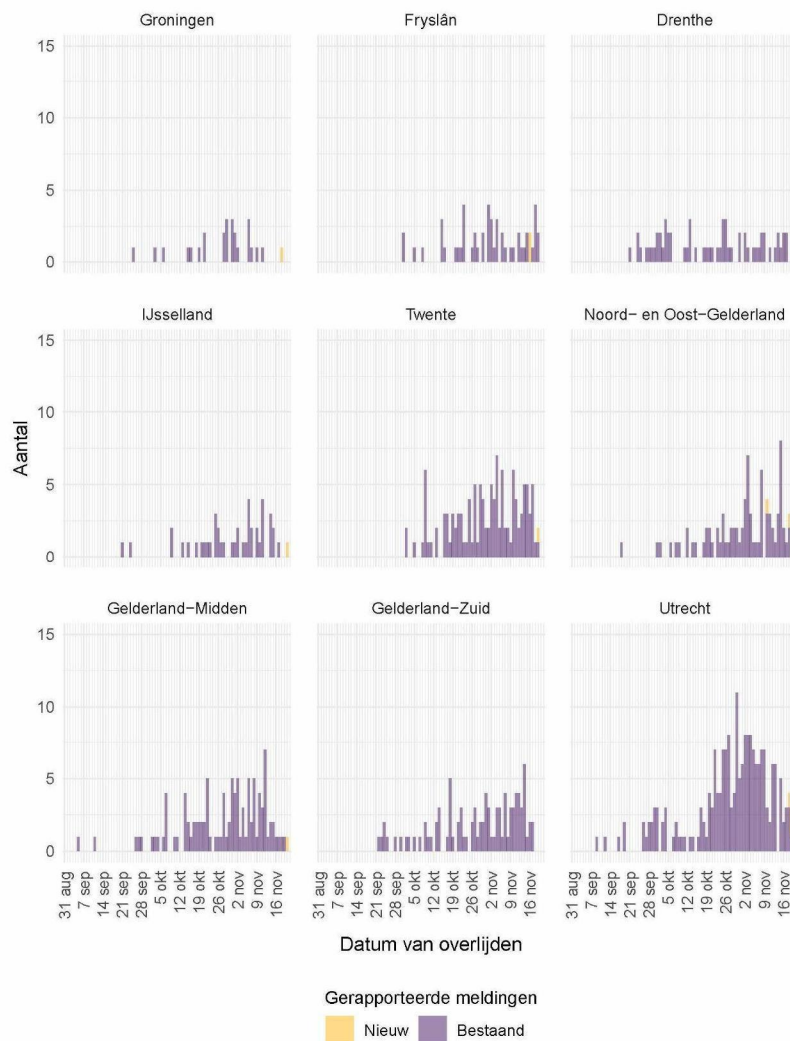 Groningen Fryslân Drenthe
15
10
5
0
IJsselland Twente Noord- en Oost-Gelderland
15
10
5
0
Aantal
Gelderland-Midden Gelderland-Zuid Utrecht
15
10
5
0
31 aug 7 sep 14 sep 21 sep 28 sep 5 okt 12 okt 19 okt 26 okt 2 nov 9 nov 16 nov 31 aug 7 sep 14 sep 21 sep 28 sep 5 okt 12 okt 19 okt 26 okt 2 nov 9 nov 16 nov 31 aug 7 sep 14 sep 21 sep 28 sep 5 okt 12 okt 19 okt 26 okt 2 nov 9 nov 16 nov
Datum van overlijden
Gerapporteerde meldingen
Nieuw Bestaand